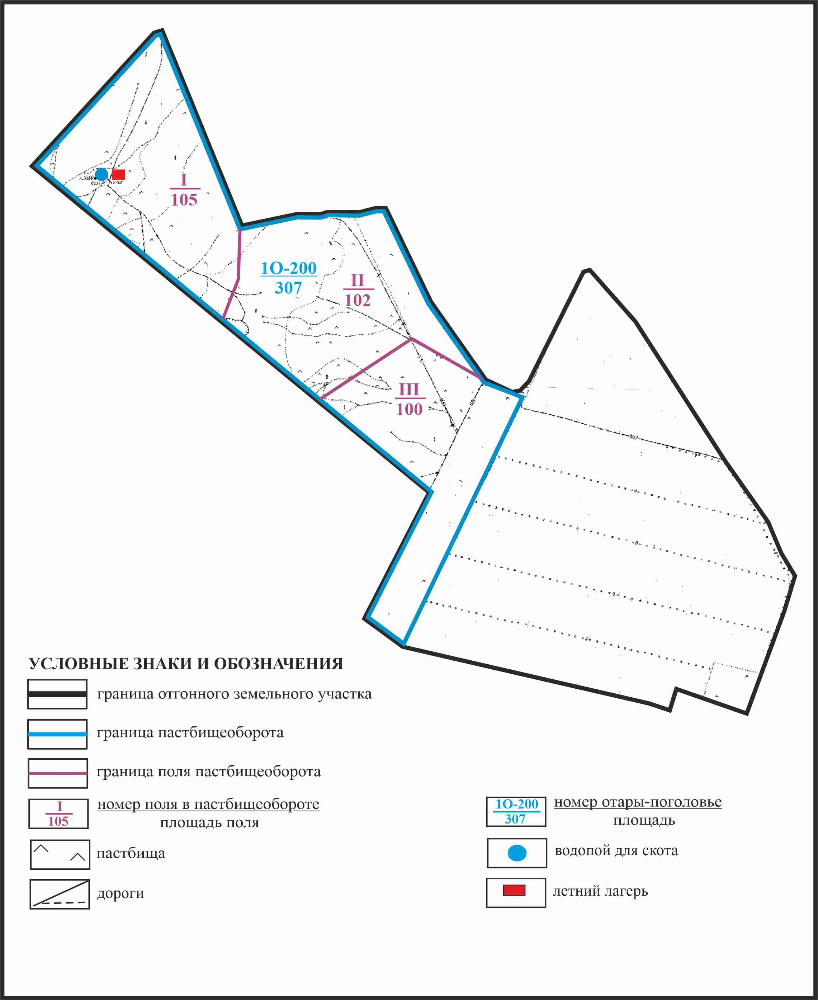 I
105
1О-200
307
II
102
III
100
УСЛОВНЫЕ ЗНАКИ И ОБОЗНАЧЕНИЯ
граница отгонного земельного участка
граница пастбищеоборота
граница поля пастбищеоборота
I
105
номер поля в пастбищеобороте
площадь поля
пастбища
дороги
1О-200
307
номер отары-поголовье
площадь
водопой для скота
летний лагерь